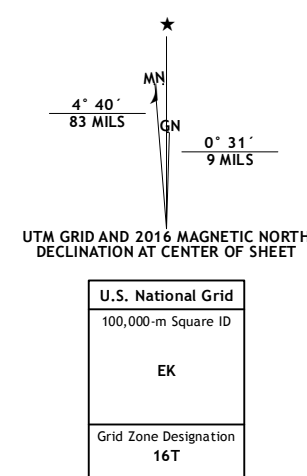 MN
4° 40´
83 MILS
GN
0° 31´
9 MILS
UTM GRID AND 2016 MAGNETIC NORTH
DECLINATION AT CENTER OF SHEET
U.S. National Grid
100,000-m Square ID
EK
Grid Zone Designation
16T